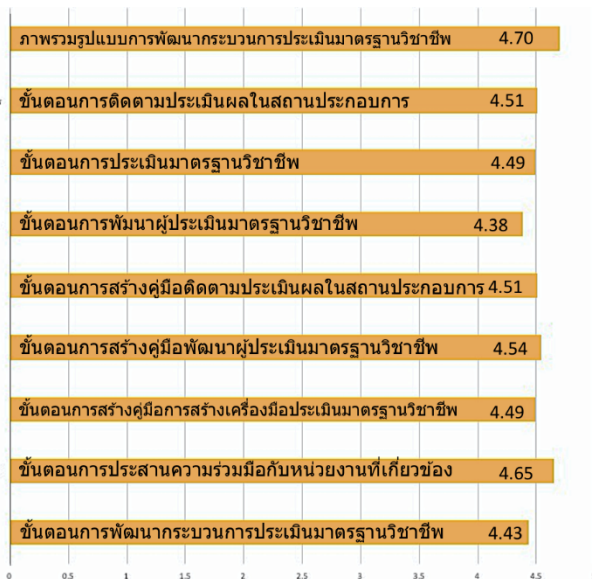 ภาพรวมรูปแบบการพัฒนากระบวนการประเมินมาตรฐานวิชาชีพ 4.70
ขั้นตอนการติดตามประเมินผลในสถานประกอบการ 4.51
ขั้นตอนการประเมินมาตรฐานวิชาชีพ 4.49
ขั้นตอนการพัมนาผู้ประเมินมาตรฐานวิชาชีพ 4.38
ขั้นตอนการสร้างคู่มือติดตามประเมินผลในสถานประกอบการ 4.51
ขั้นตอนการสร้างคู่มือพัฒนาผู้ประเมินมาตรฐานวิชาชีพ 4.54
ขั้นตอนการสร้างคู่มือการสร้างเครื่องมือประเมินมาตรฐานวิชาชีพ 4.49
ขั้นตอนการประสานความร่วมมือกับหน่วยงานที่เกี่ยวข้อง 4.65
ขั้นตอนการพัฒนากระบวนการประเมินมาตรฐานวิชาชีพ 4.43
0 0.5 1 1.5 2 2.5 3 3.5 4 4.5